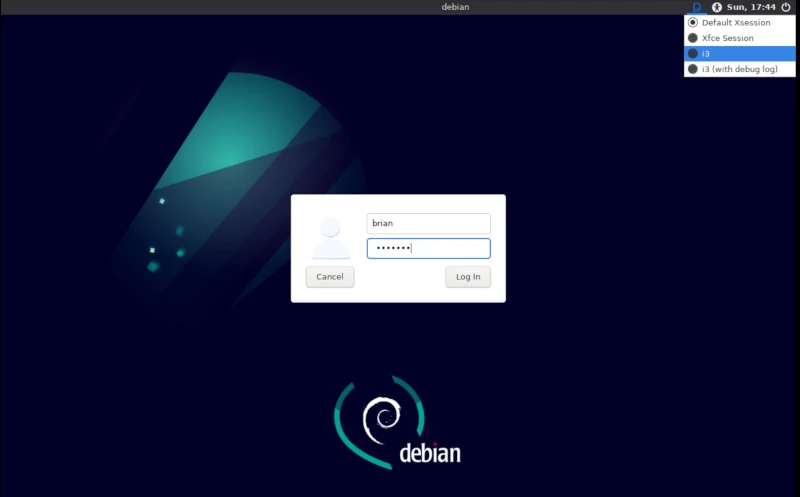 debian
Sun, 17:44
Default Xsession
Xfce Session
i3
i3 (with debug log)
brian
•••••••
Cancel
Log In
debian